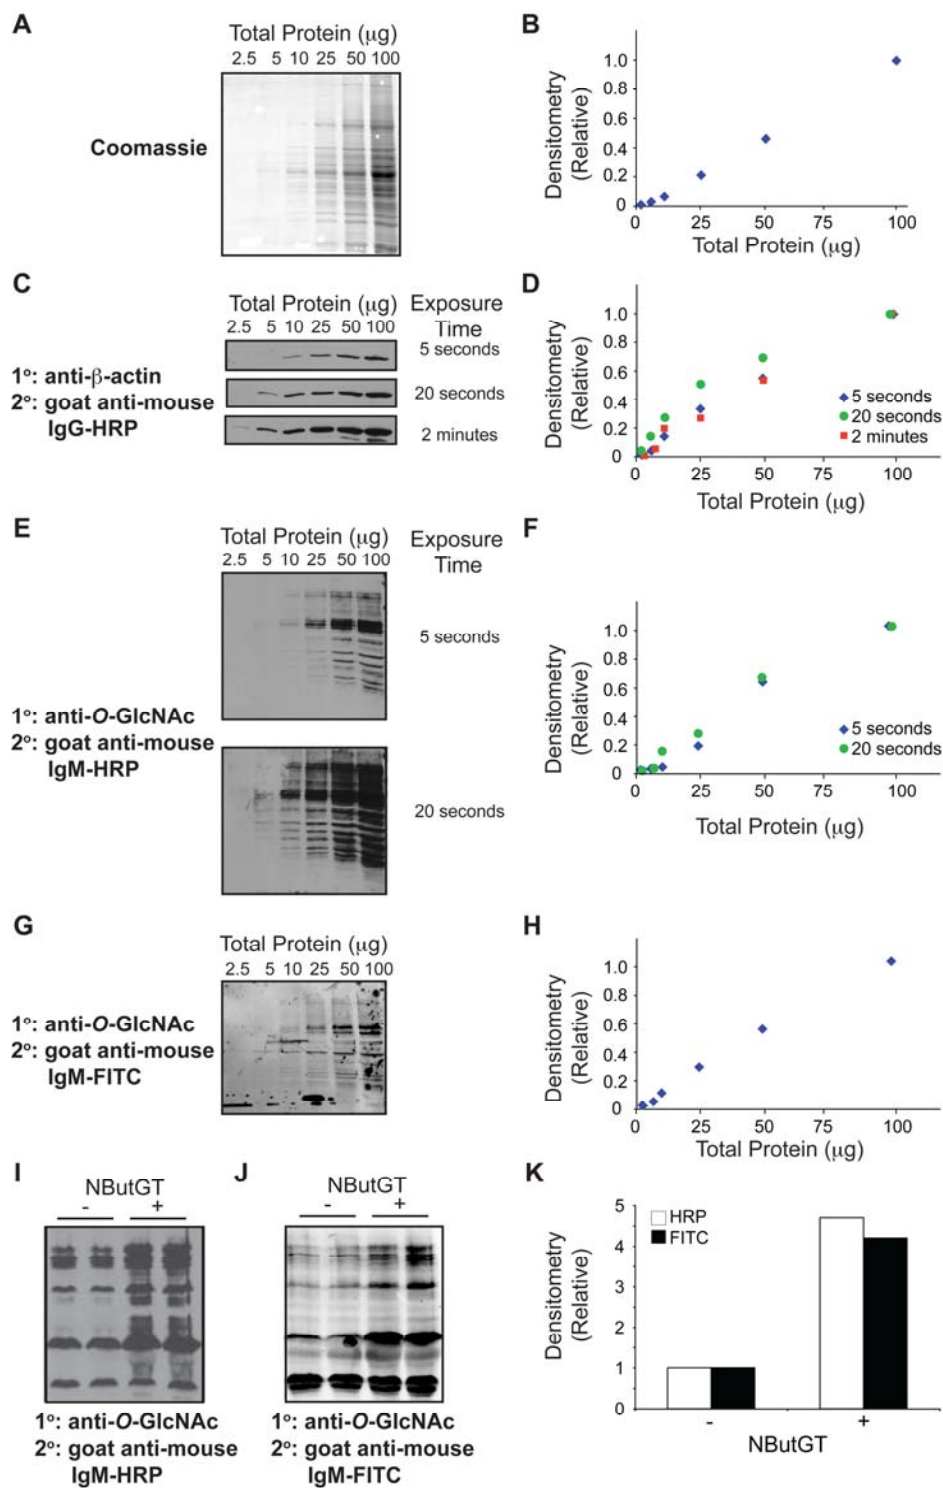 A
Total Protein (μg)
2.5 5 10 25 50 100
Coomassie
B
Densitometry
(Relative)
1.0
0.8
0.6
0.4
0.2
0
0 25 50 75 100
Total Protein (μg)
C
Total Protein (μg)
2.5 5 10 25 50 100
Exposure
Time
5 seconds
20 seconds
2 minutes
1°: anti-β-actin
2°: goat anti-mouse
IgG-HRP
D
Densitometry
(Relative)
1.0
0.8
0.6
0.4
0.2
0
5 seconds
20 seconds
2 minutes
0 25 50 75 100
Total Protein (μg)
E
Total Protein (μg)
2.5 5 10 25 50 100
Exposure
Time
5 seconds
20 seconds
1°: anti-O-GlcNAc
2°: goat anti-mouse
IgM-HRP
F
Densitometry
(Relative)
1.0
0.8
0.6
0.4
0.2
0
5 seconds
20 seconds
0 25 50 75 100
Total Protein (μg)
G
Total Protein (μg)
2.5 5 10 25 50 100
1°: anti-O-GlcNAc
2°: goat anti-mouse
IgM-FITC
H
Densitometry
(Relative)
1.0
0.8
0.6
0.4
0.2
0
0 25 50 75 100
Total Protein (μg)
I
NButGT
- +
1°: anti-O-GlcNAc
2°: goat anti-mouse
IgM-HRP
J
NButGT
- +
1°: anti-O-GlcNAc
2°: goat anti-mouse
IgM-FITC
K
Densitometry
(Relative)
5
4
3
2
1
0
HRP
FITC
- +
NButGT